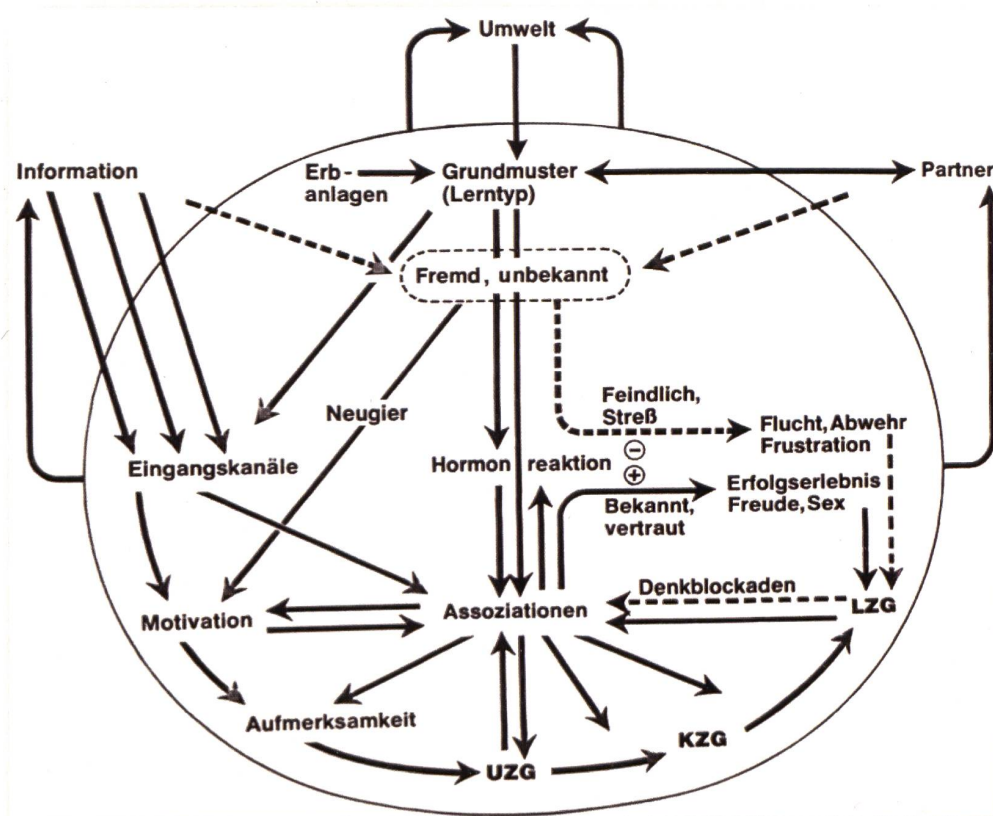 Umwelt
Information
Erb-
anlagen
Grundmuster
(Lerntyp)
Partner
Fremd, unbekannt
Neugier
Feindlich,
Streß
Flucht, Abwehr
Frustration
Eingangskanäle
Hormon reaktion
−
+
Erfolgserlebnis
Freude, Sex
Bekannt,
vertraut
Denkblockaden
LZG
Motivation
Assoziationen
Aufmerksamkeit
KZG
UZG